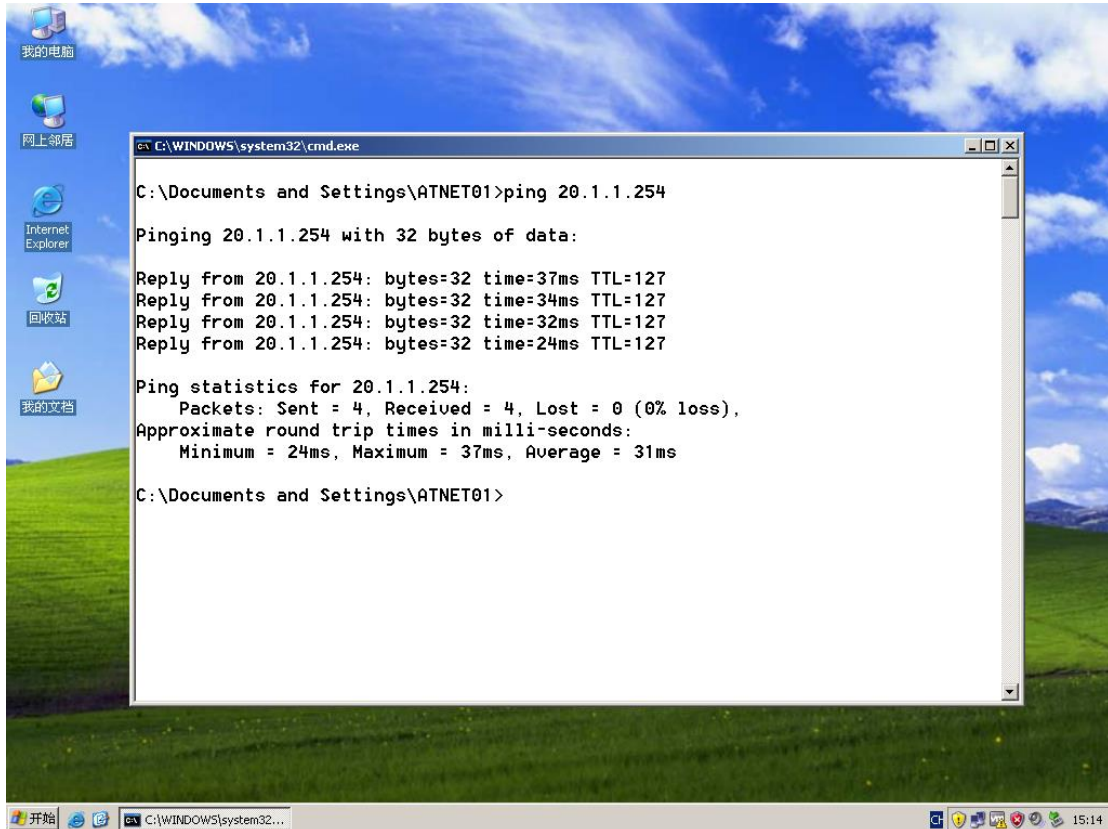 我的电脑
网上邻居
Internet
Explorer
回收站
我的文档
C:\WINDOWS\system32\cmd.exe
C:\Documents and Settings\ATNET01>ping 20.1.1.254
Pinging 20.1.1.254 with 32 bytes of data:
Reply from 20.1.1.254: bytes=32 time=37ms TTL=127
Reply from 20.1.1.254: bytes=32 time=34ms TTL=127
Reply from 20.1.1.254: bytes=32 time=32ms TTL=127
Reply from 20.1.1.254: bytes=32 time=24ms TTL=127
Ping statistics for 20.1.1.254:
Packets: Sent = 4, Received = 4, Lost = 0 (0% loss),
Approximate round trip times in milli-seconds:
Minimum = 24ms, Maximum = 37ms, Average = 31ms
C:\Documents and Settings\ATNET01>
开始
C:\WINDOWS\system32...
CH
15:14